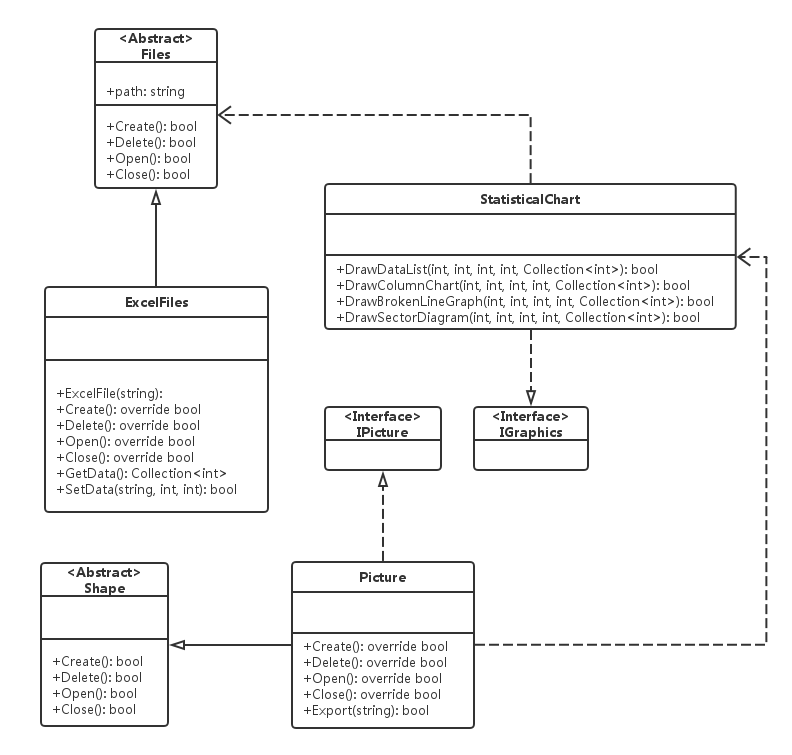 <Abstract>
Files
+path: string
+Create(): bool
+Delete(): bool
+Open(): bool
+Close(): bool
StatisticalChart
+DrawDataList(int, int, int, int, Collection<int>): bool
+DrawColumnChart(int, int, int, int, Collection<int>): bool
+DrawBrokenLineGraph(int, int, int, int, Collection<int>): bool
+DrawSectorDiagram(int, int, int, int, Collection<int>): bool
ExcelFiles
+ExcelFile(string):
+Create(): override bool
+Delete(): override bool
+Open(): override bool
+Close(): override bool
+GetData(): Collection<int>
+SetData(string, int, int): bool
<Interface>
IPicture
<Interface>
IGraphics
<Abstract>
Shape
+Create(): bool
+Delete(): bool
+Open(): bool
+Close(): bool
Picture
+Create(): override bool
+Delete(): override bool
+Open(): override bool
+Close(): override bool
+Export(string): bool